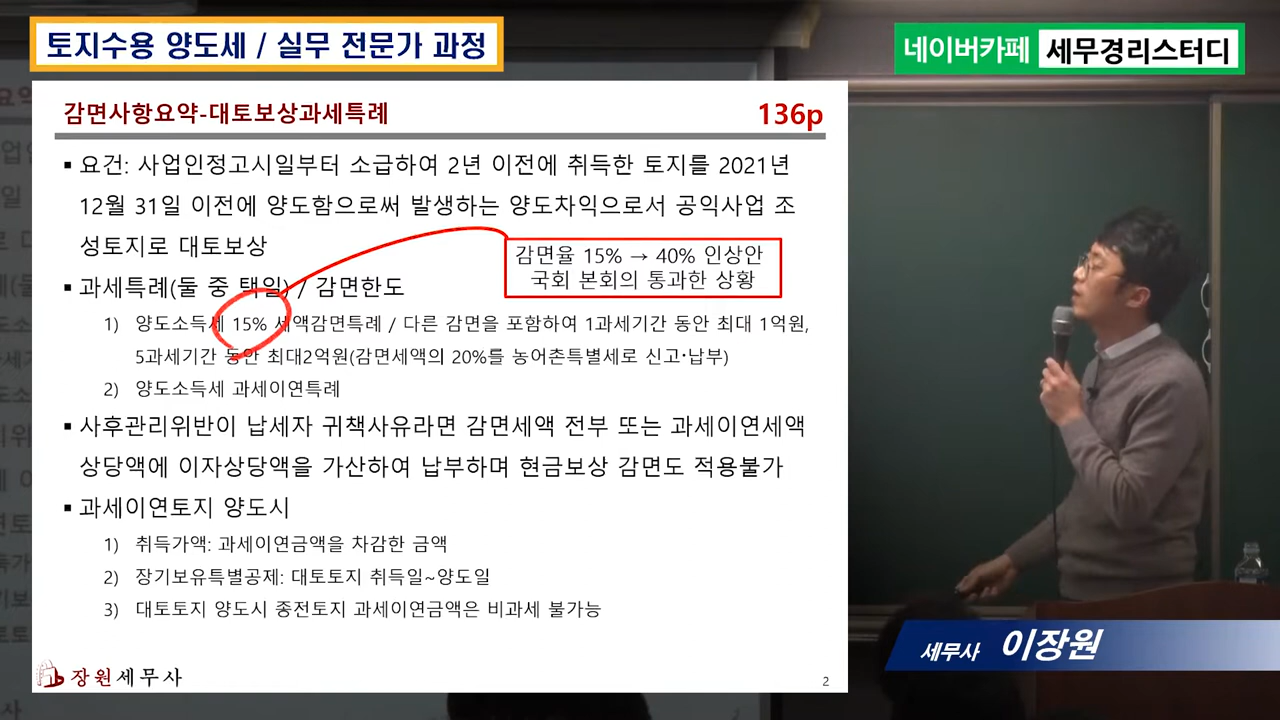 토지수용 양도세 / 실무 전문가 과정
네이버카페 세무경리스터디
감면사항요약-대토보상과세특례 136p
▪ 요건: 사업인정고시일부터 소급하여 2년 이전에 취득한 토지를 2021년
12월 31일 이전에 양도함으로써 발생하는 양도차익으로서 공익사업 조
성토지로 대토보상
감면율 15% → 40% 인상안
국회 본회의 통과한 상황
▪ 과세특례(둘 중 택일) / 감면한도
1) 양도소득세 15% 세액감면특례 / 다른 감면을 포함하여 1과세기간 동안 최대 1억원,
5과세기간 동안 최대2억원(감면세액의 20%를 농어촌특별세로 신고·납부)
2) 양도소득세 과세이연특례
▪ 사후관리위반이 납세자 귀책사유라면 감면세액 전부 또는 과세이연세액
상당액에 이자상당액을 가산하여 납부하며 현금보상 감면도 적용불가
▪ 과세이연토지 양도시
1) 취득가액: 과세이연금액을 차감한 금액
2) 장기보유특별공제: 대토토지 취득일~양도일
3) 대토토지 양도시 종전토지 과세이연금액은 비과세 불가능
장원세무사
2
세무사 이장원